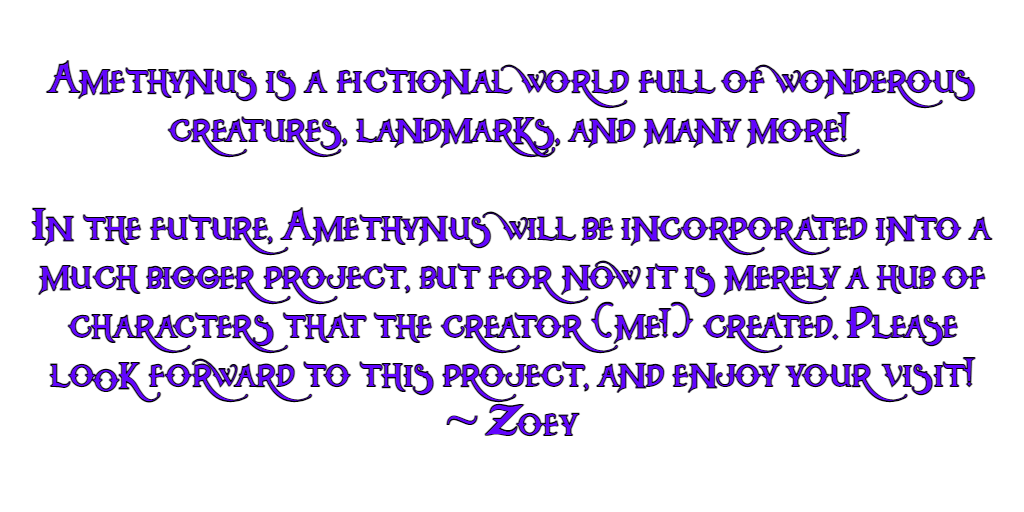 Amethynus is a fictional world full of wonderous
creatures, landmarks, and many more!
In the future, Amethynus will be incorporated into a
much bigger project, but for now it is merely a hub of
characters that the creator (me!) created. Please
look forward to this project, and enjoy your visit!
~ Zoey